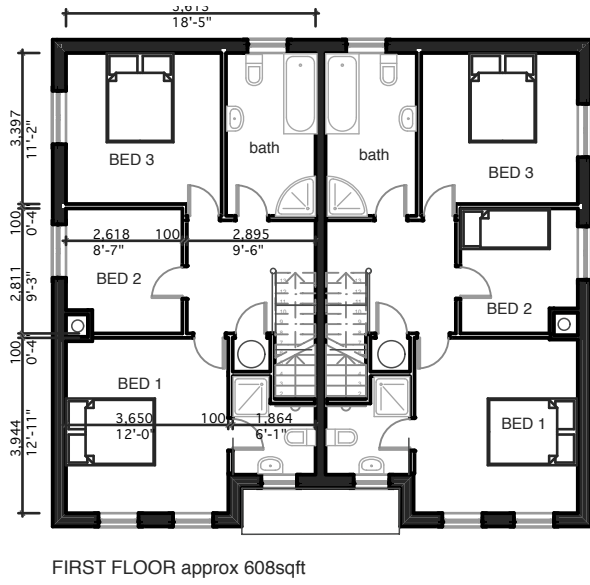 5,613
18'-5"
3,397
11'-2"
100
0'-4"
2,811
9'-3"
100
0'-4"
3,944
12'-11"
BED 3
bath
bath
BED 3
2,618 100 2,895
8'-7" 9'-6"
BED 2
BED 2
BED 1
3,650 100 1,864
12'-0" 6'-1"
BED 1
FIRST FLOOR approx 608sqft